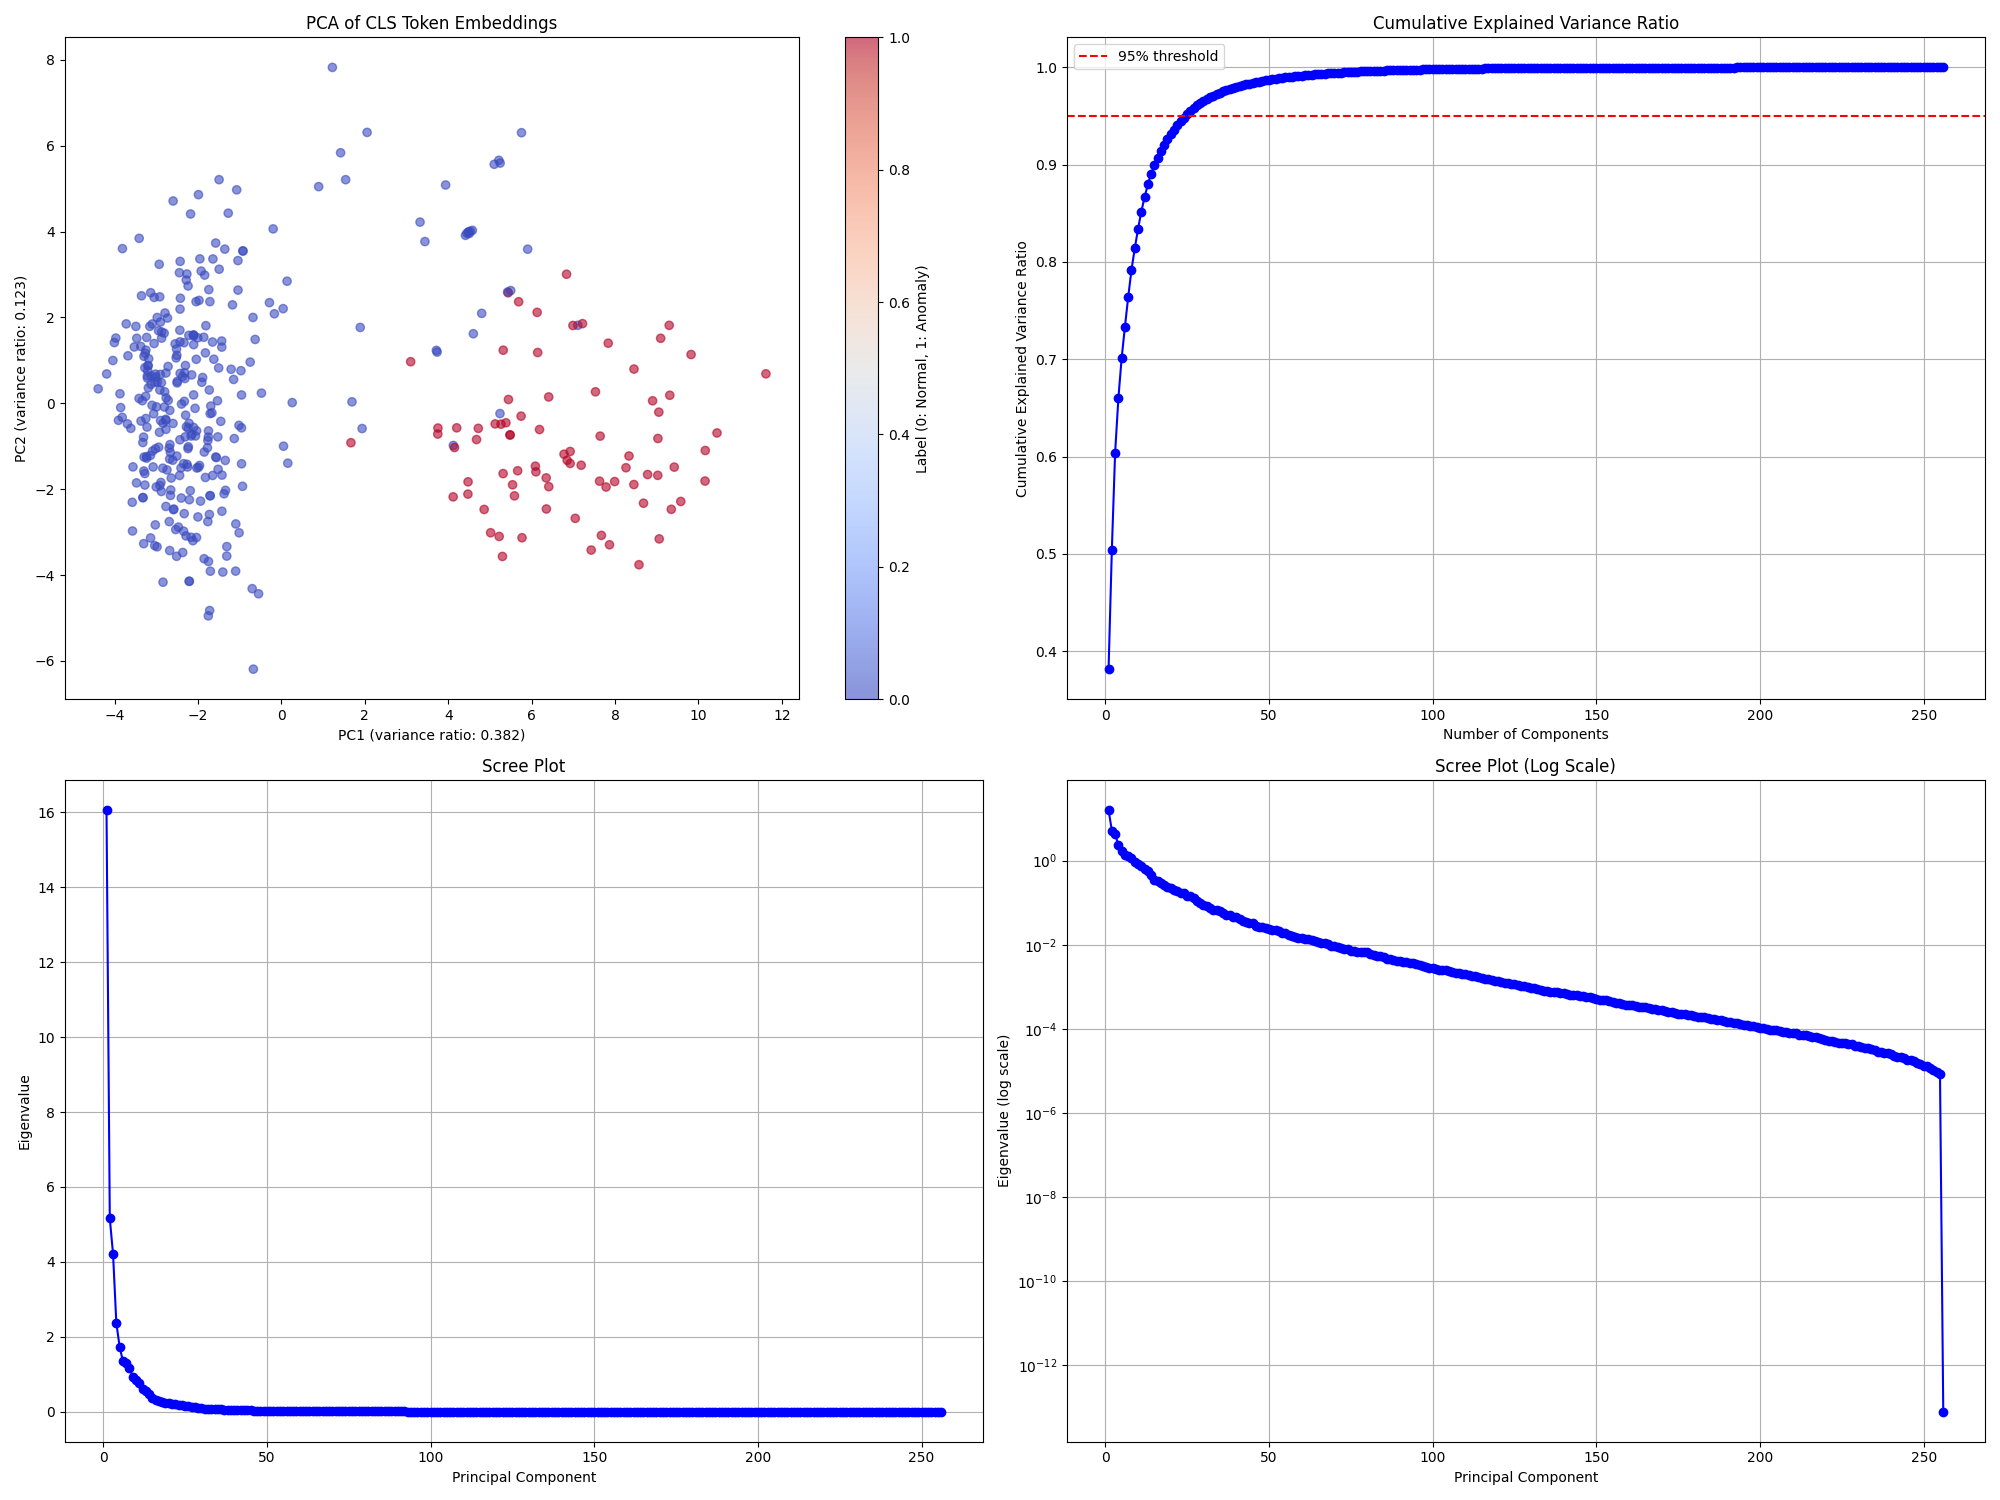 PCA of CLS Token Embeddings
8
6
4
2
0
−2
−4
−6
PC2 (variance ratio: 0.123)
−4 −2 0 2 4 6 8 10 12
PC1 (variance ratio: 0.382)
1.0
0.8
0.6
0.4
0.2
0.0
Label (0: Normal, 1: Anomaly)
Cumulative Explained Variance Ratio
95% threshold
1.0
0.9
0.8
0.7
0.6
0.5
0.4
Cumulative Explained Variance Ratio
0 50 100 150 200 250
Number of Components
Scree Plot
16
14
12
10
8
6
4
2
0
Eigenvalue
0 50 100 150 200 250
Principal Component
Scree Plot (Log Scale)
10⁰
10⁻²
10⁻⁴
10⁻⁶
10⁻⁸
10⁻¹⁰
10⁻¹²
Eigenvalue (log scale)
0 50 100 150 200 250
Principal Component